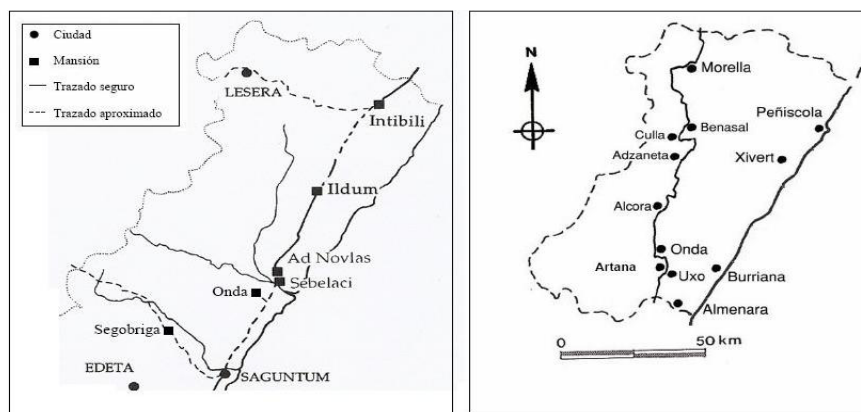 Ciudad
Mansión
Trazado seguro
Trazado aproximado
LESERA
Intibili
Ildum
Ad Novlas
Sebelaci
Onda
Segobriga
EDETA
SAGUNTUM
N
Morella
Peñiscola
Benasal
Culla
Adzaneta
Xivert
Alcora
Onda
Artana
Uxo
Burriana
Almenara
0
50 km